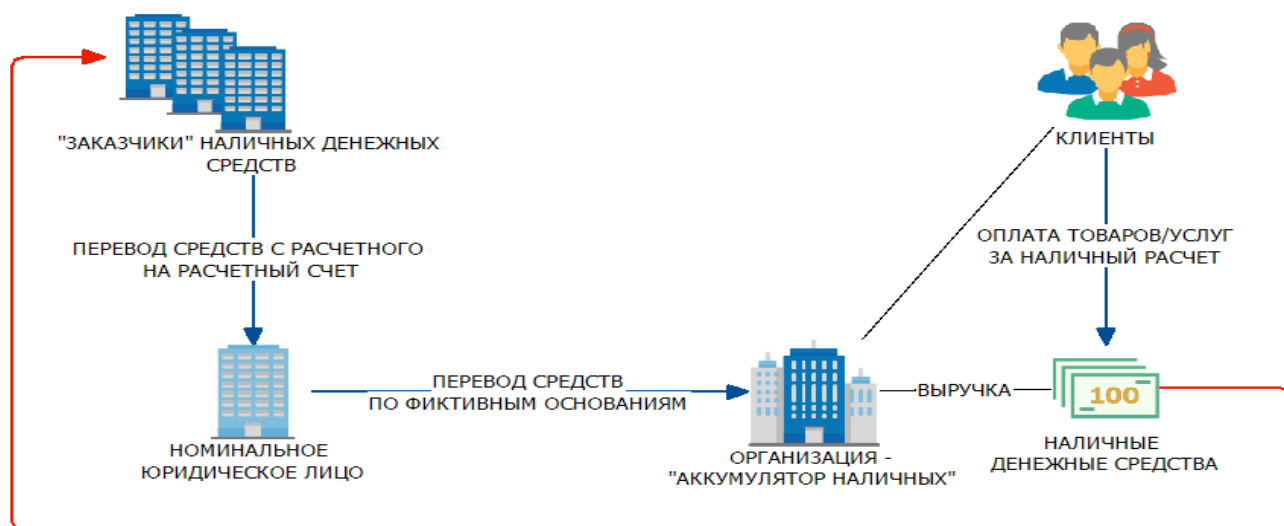 "ЗАКАЗЧИКИ" НАЛИЧНЫХ ДЕНЕЖНЫХ
СРЕДСТВ
КЛИЕНТЫ
ПЕРЕВОД СРЕДСТВ С РАСЧЕТНОГО
НА РАСЧЕТНЫЙ СЧЕТ
ОПЛАТА ТОВАРОВ/УСЛУГ
ЗА НАЛИЧНЫЙ РАСЧЕТ
ПЕРЕВОД СРЕДСТВ
ПО ФИКТИВНЫМ ОСНОВАНИЯМ
ВЫРУЧКА
100
НОМИНАЛЬНОЕ
ЮРИДИЧЕСКОЕ ЛИЦО
ОРГАНИЗАЦИЯ -
"АККУМУЛЯТОР НАЛИЧНЫХ"
НАЛИЧНЫЕ
ДЕНЕЖНЫЕ СРЕДСТВА